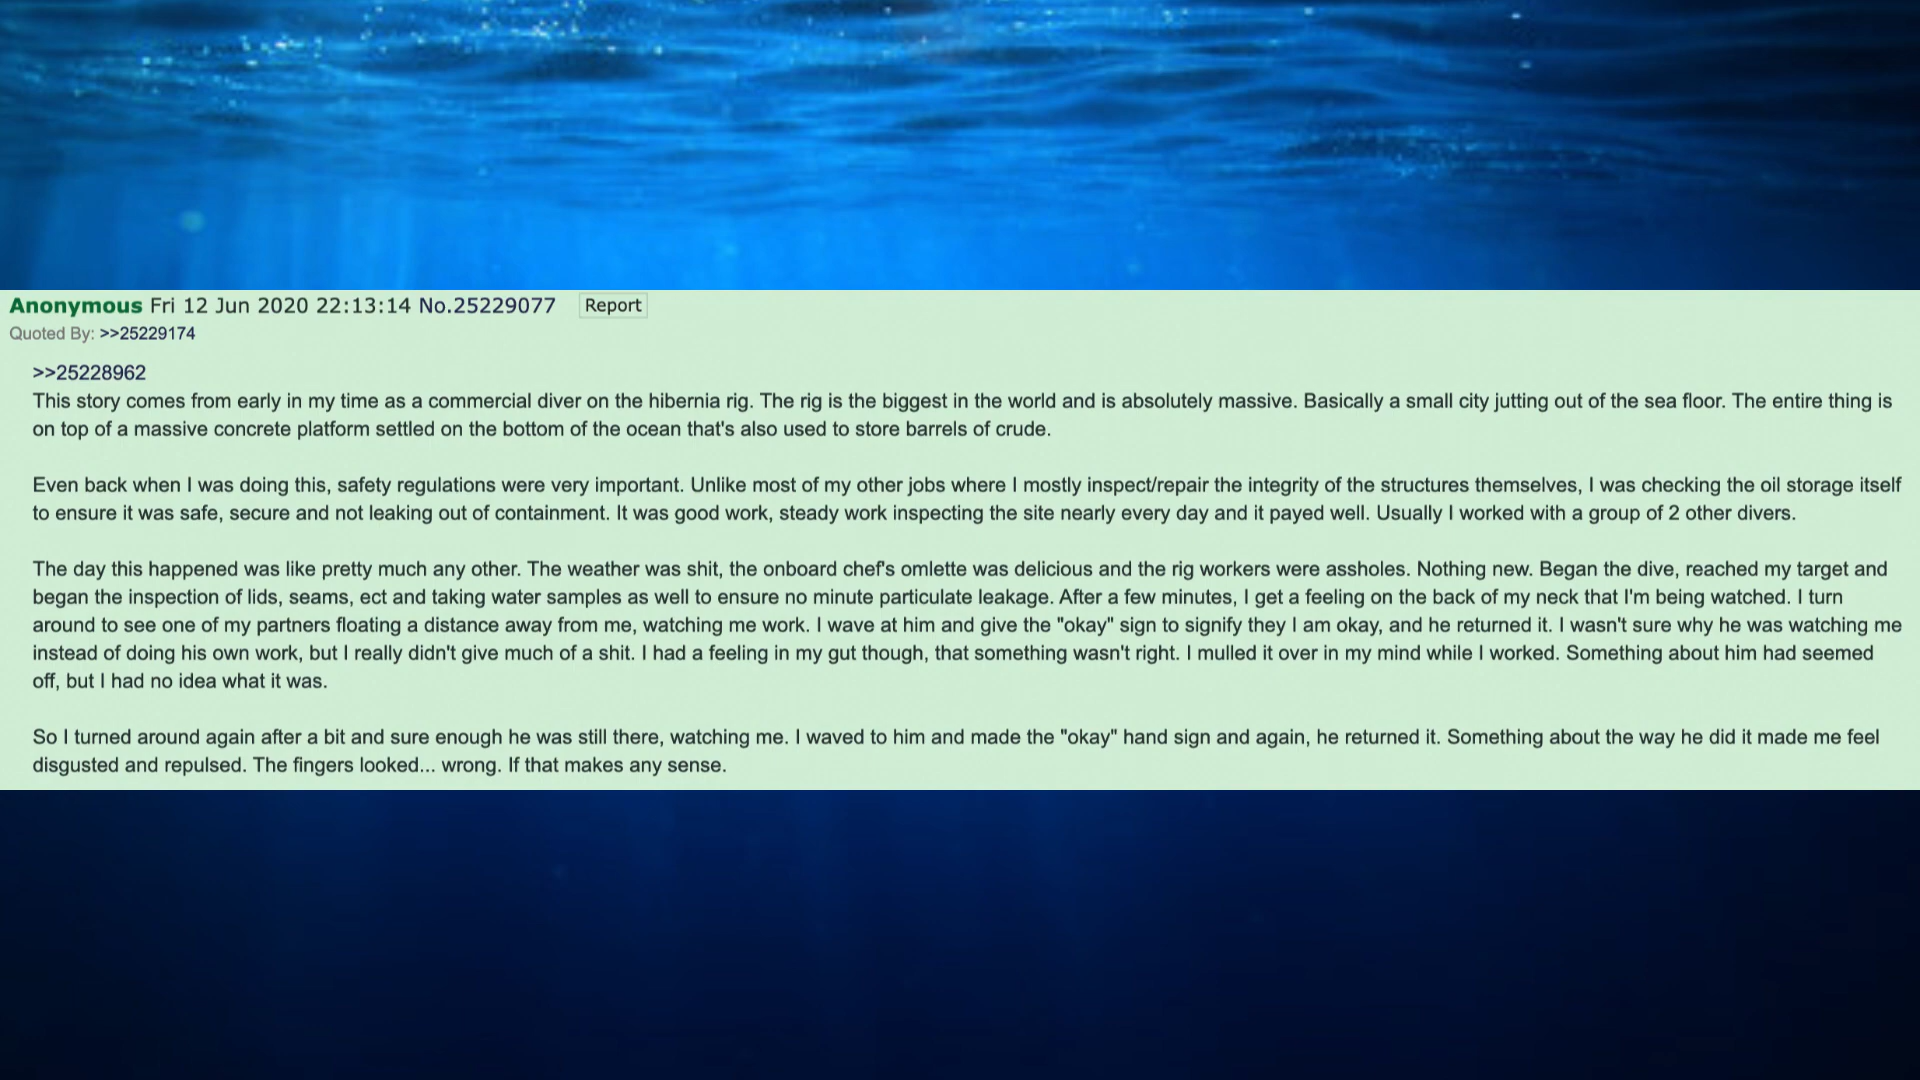 Anonymous Fri 12 Jun 2020 22:13:14 No.25229077 Report
Quoted By: >>25229174
>>25228962
This story comes from early in my time as a commercial diver on the hibernia rig. The rig is the biggest in the world and is absolutely massive. Basically a small city jutting out of the sea floor. The entire thing is
on top of a massive concrete platform settled on the bottom of the ocean that's also used to store barrels of crude.
Even back when I was doing this, safety regulations were very important. Unlike most of my other jobs where I mostly inspect/repair the integrity of the structures themselves, I was checking the oil storage itself
to ensure it was safe, secure and not leaking out of containment. It was good work, steady work inspecting the site nearly every day and it payed well. Usually I worked with a group of 2 other divers.
The day this happened was like pretty much any other. The weather was shit, the onboard chef's omlette was delicious and the rig workers were assholes. Nothing new. Began the dive, reached my target and
began the inspection of lids, seams, ect and taking water samples as well to ensure no minute particulate leakage. After a few minutes, I get a feeling on the back of my neck that I'm being watched. I turn
around to see one of my partners floating a distance away from me, watching me work. I wave at him and give the "okay" sign to signify they I am okay, and he returned it. I wasn't sure why he was watching me
instead of doing his own work, but I really didn't give much of a shit. I had a feeling in my gut though, that something wasn't right. I mulled it over in my mind while I worked. Something about him had seemed
off, but I had no idea what it was.
So I turned around again after a bit and sure enough he was still there, watching me. I waved to him and made the "okay" hand sign and again, he returned it. Something about the way he did it made me feel
disgusted and repulsed. The fingers looked... wrong. If that makes any sense.